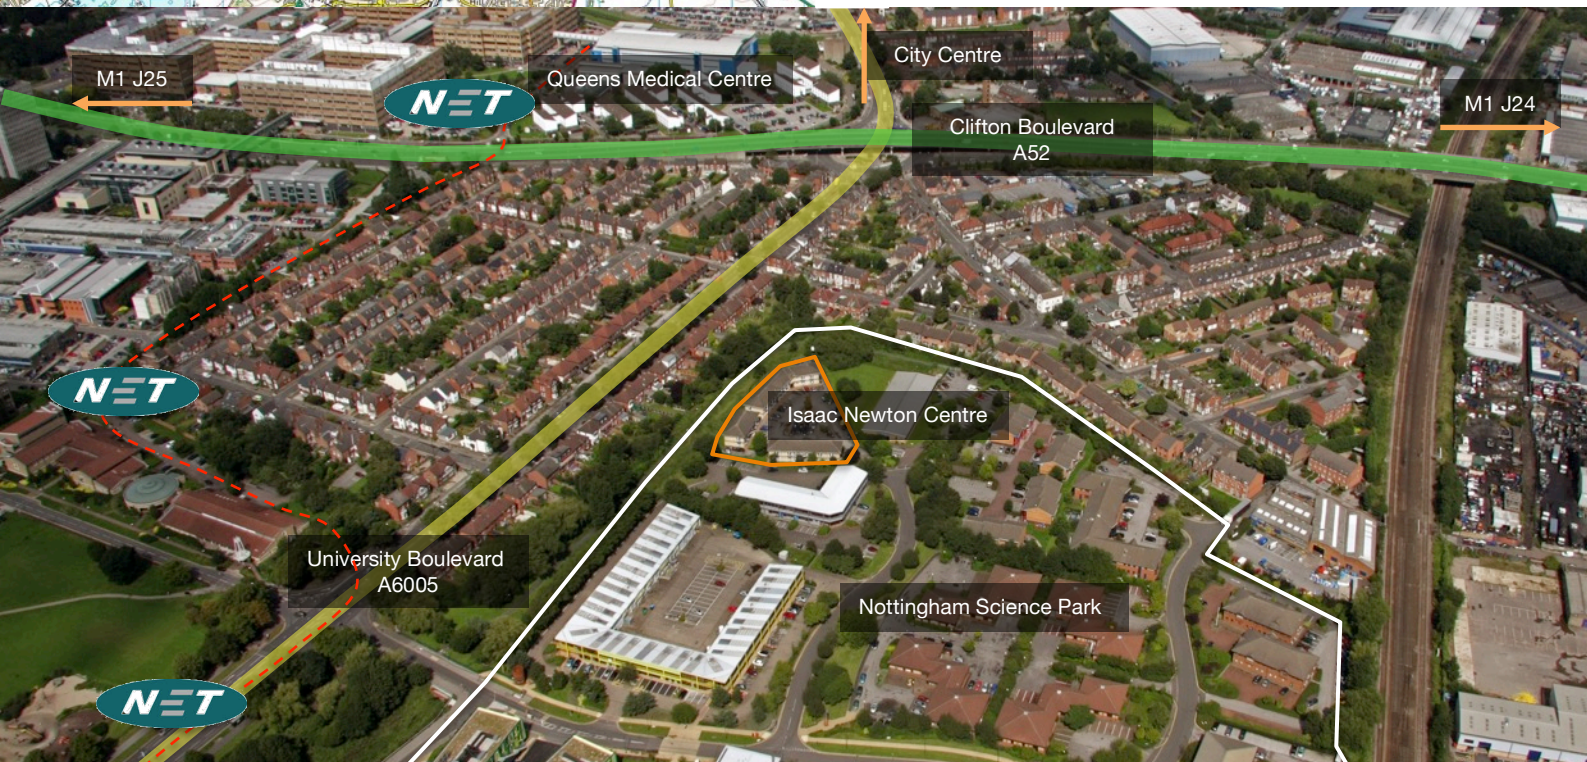 City Centre
M1 J25
Queens Medical Centre
NET
M1 J24
Clifton Boulevard
A52
NET
Isaac Newton Centre
University Boulevard
A6005
Nottingham Science Park
NET